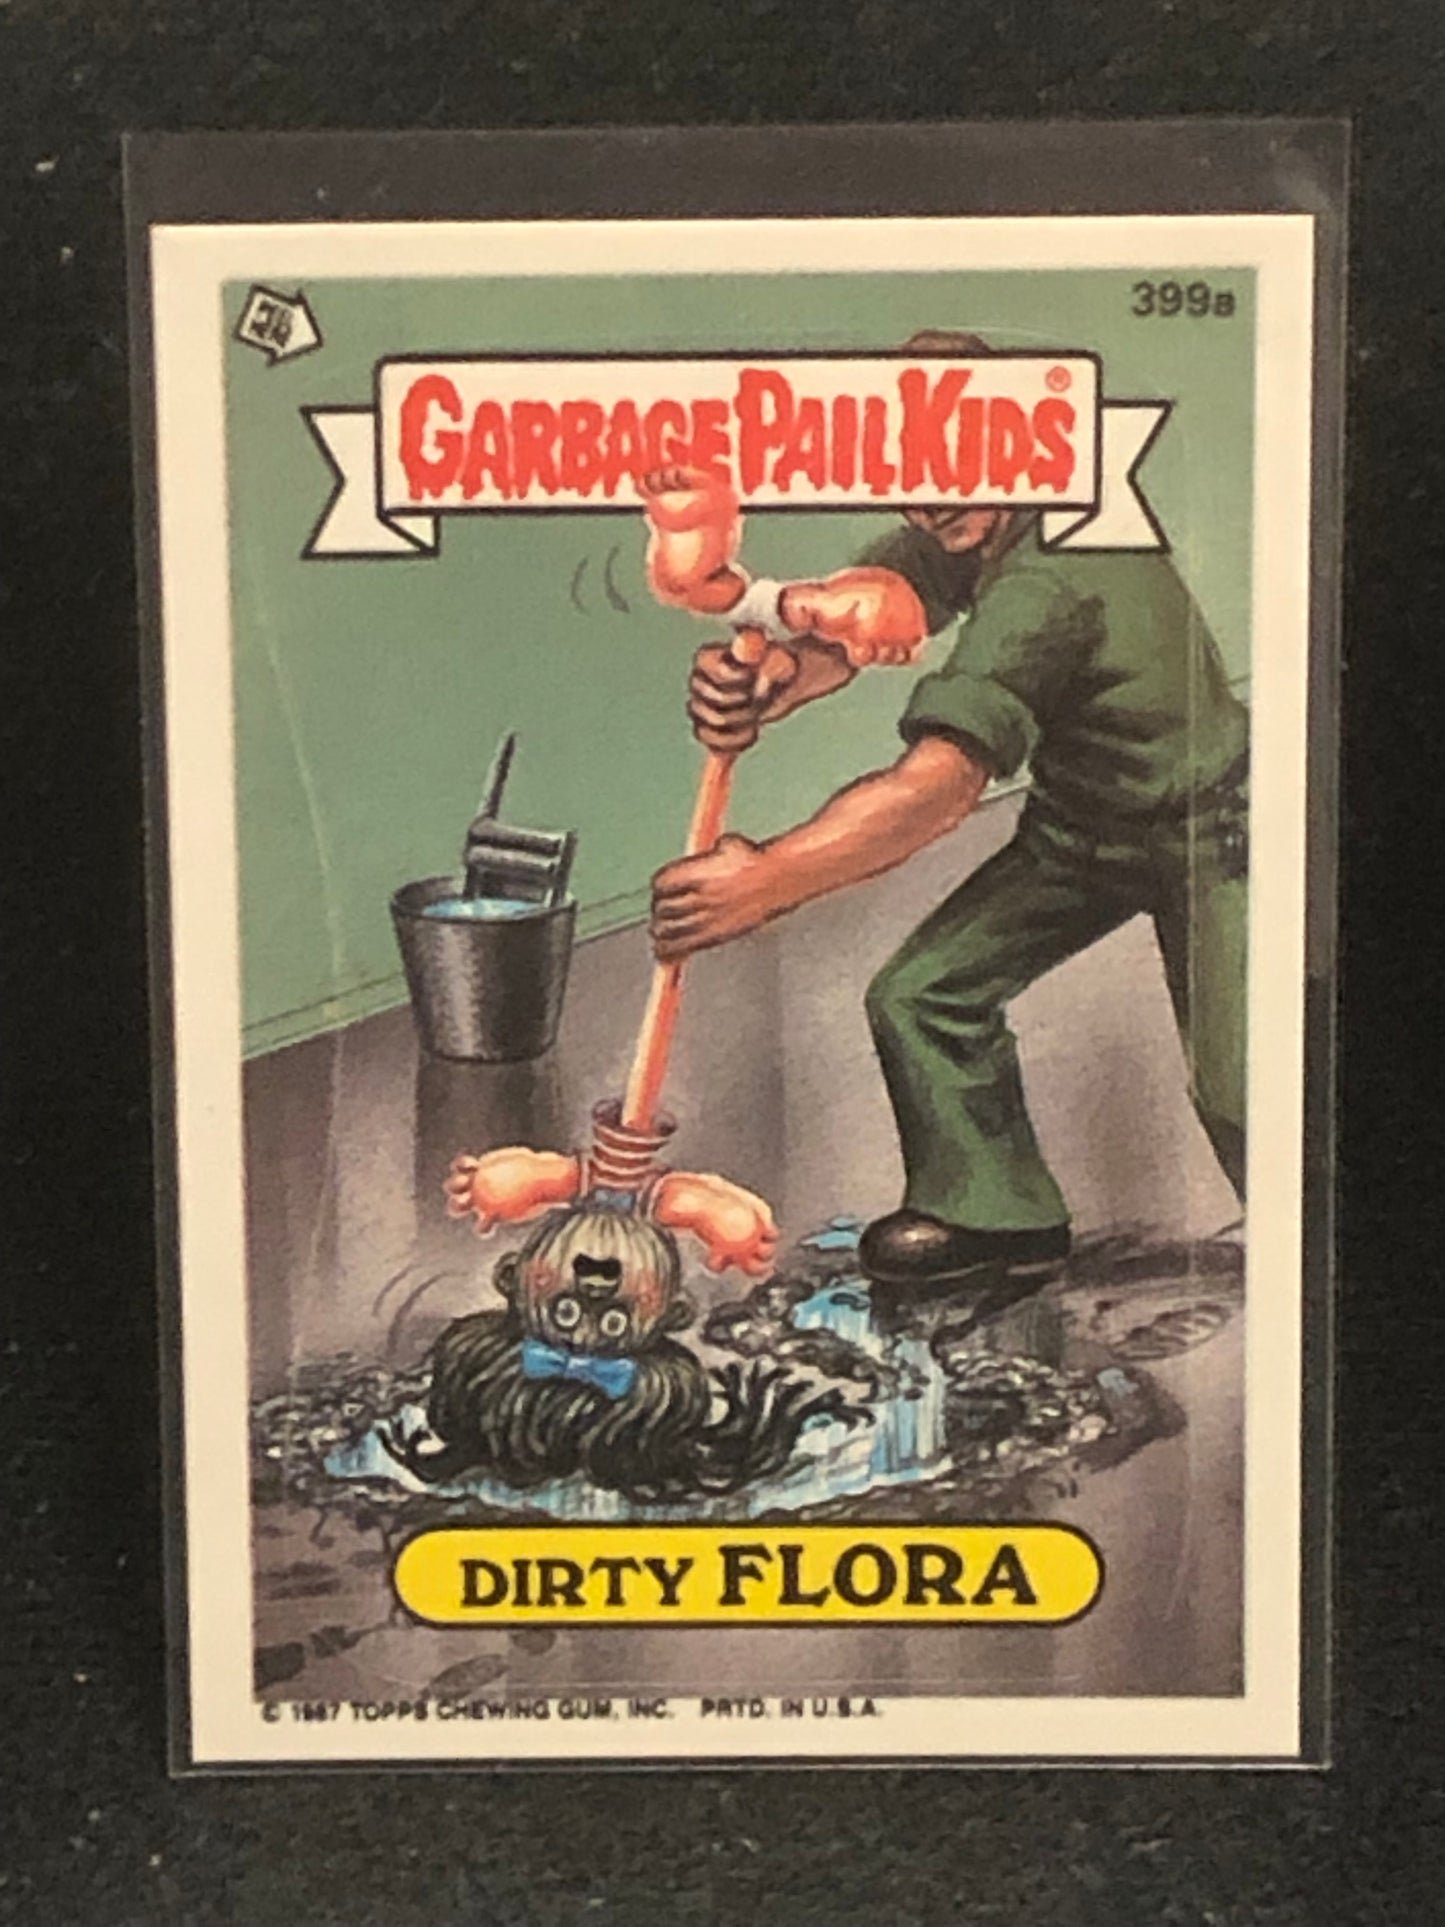 399B
GARBAGE PAIL KIDS®
DIRTY FLORA
© 1987 TOPPS CHEWING GUM, INC. PRTD. IN U.S.A.